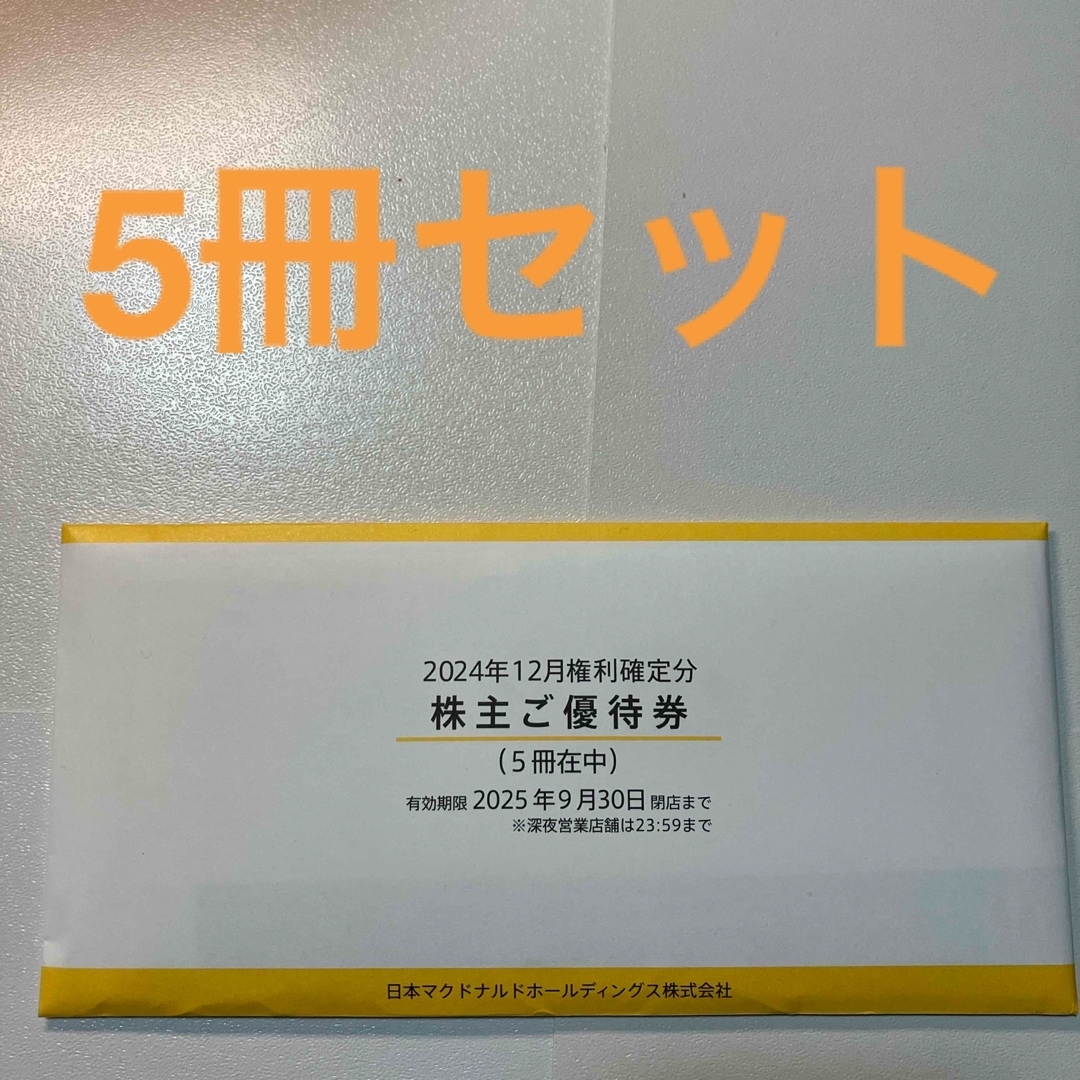 5冊セット
2024年12月権利確定分
株主ご優待券
(5冊在中)
有効期限 2025年9月30日 閉店まで
※深夜営業店舗は23:59まで
日本マクドナルドホールディングス株式会社